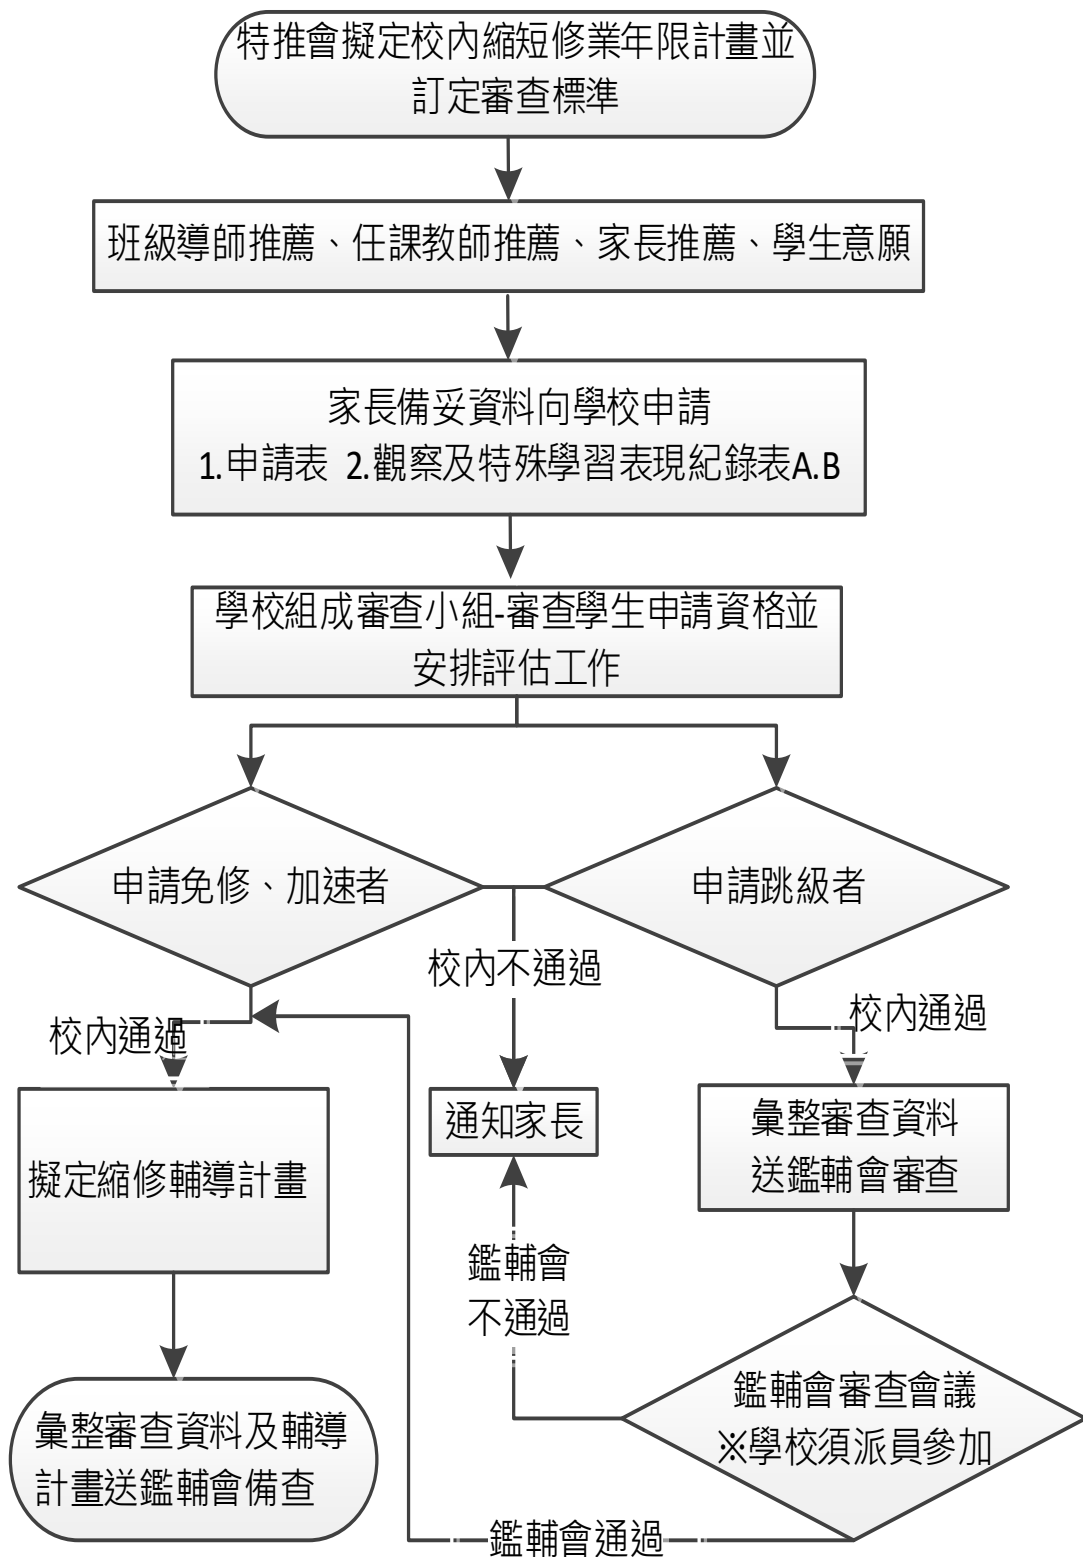 特推會擬定校內縮短修業年限計畫並
訂定審查標準
班級導師推薦、任課教師推薦、家長推薦、學生意願
家長備妥資料向學校申請
1.申請表 2.觀察及特殊學習表現紀錄表A.B
學校組成審查小組-審查學生申請資格並
安排評估工作
申請免修、加速者
申請跳級者
校內不通過
校內通過
校內通過
通知家長
彙整審查資料
送鑑輔會審查
擬定縮修輔導計畫
鑑輔會
不通過
鑑輔會審查會議
※學校須派員參加
彙整審查資料及輔導
計畫送鑑輔會備查
鑑輔會通過